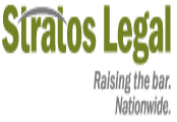 Stratos Legal
Raising the bar.
Nationwide.